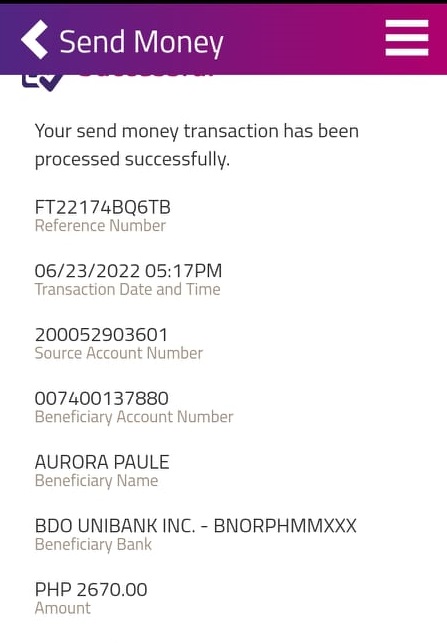 Send Money
Successful
Your send money transaction has been
processed successfully.
FT22174BQ6TB
Reference Number
06/23/2022 05:17PM
Transaction Date and Time
200052903601
Source Account Number
007400137880
Beneficiary Account Number
AURORA PAULE
Beneficiary Name
BDO UNIBANK INC. - BNORPHMMXXX
Beneficiary Bank
PHP 2670.00
Amount